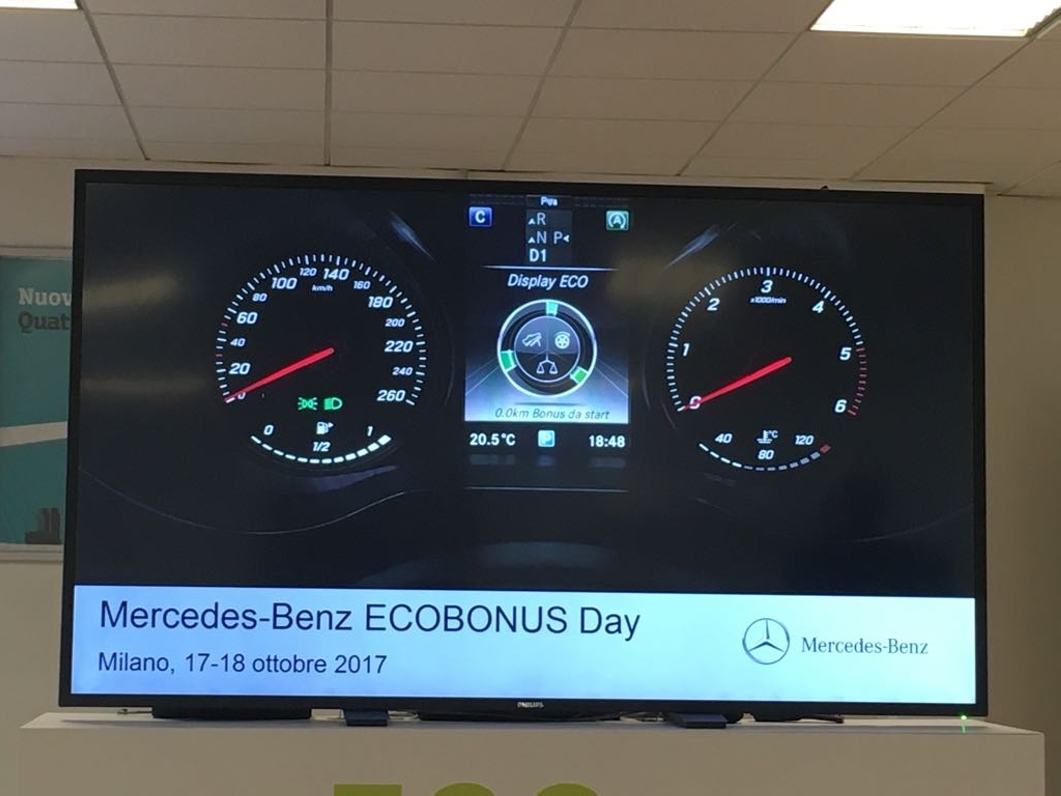 Nuov
Quat
P
C
R
N P
D1
Display ECO
0.0km Bonus da start
20.5°C P 18:48
0 20 40 60 80 100 120 140 160 180 200 220 240 260
km/h
0 1/2 1
0 1 2 3 4 5 6
x1000/min
40 80 120
°C
Mercedes-Benz ECOBONUS Day
Milano, 17-18 ottobre 2017
Mercedes-Benz
PHILIPS
ECO